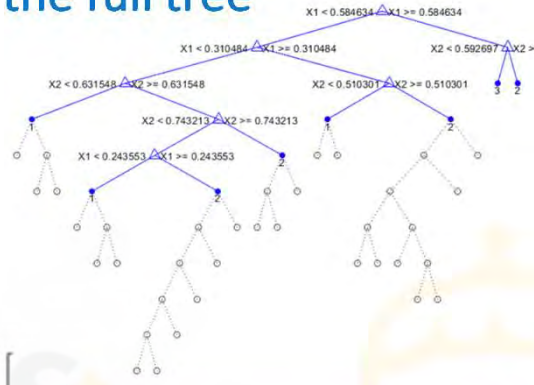 the full tree
X1 < 0.584634 X1 >= 0.584634
X1 < 0.310484 X1 >= 0.310484
X2 < 0.592697 X2 >
X2 < 0.631548 X2 >= 0.631548
X2 < 0.510301 X2 >= 0.510301
3 2
X2 < 0.743213 X2 >= 0.743213
1
1
2
X1 < 0.243553 X1 >= 0.243553
2
1
2